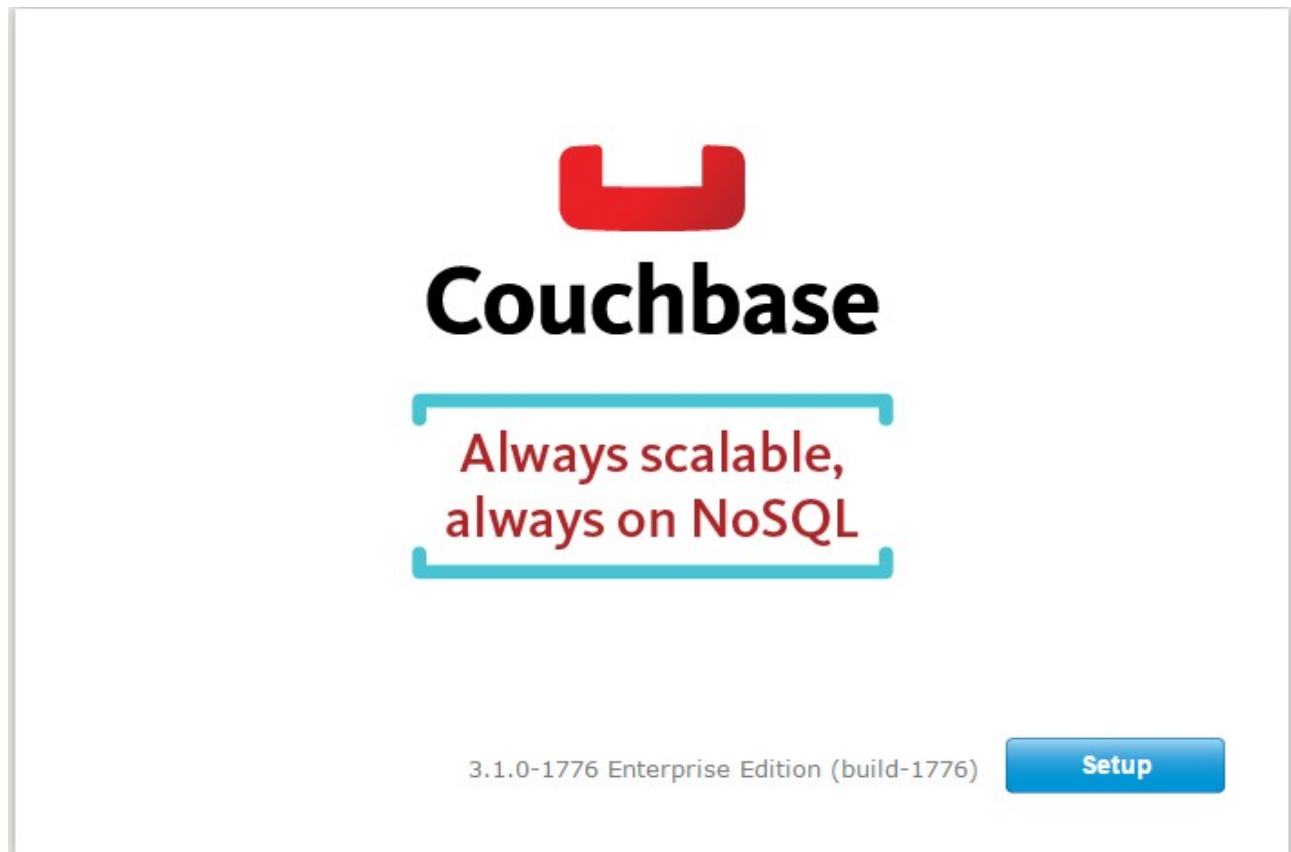 Couchbase
Always scalable,
always on NoSQL
3.1.0-1776 Enterprise Edition (build-1776)
Setup